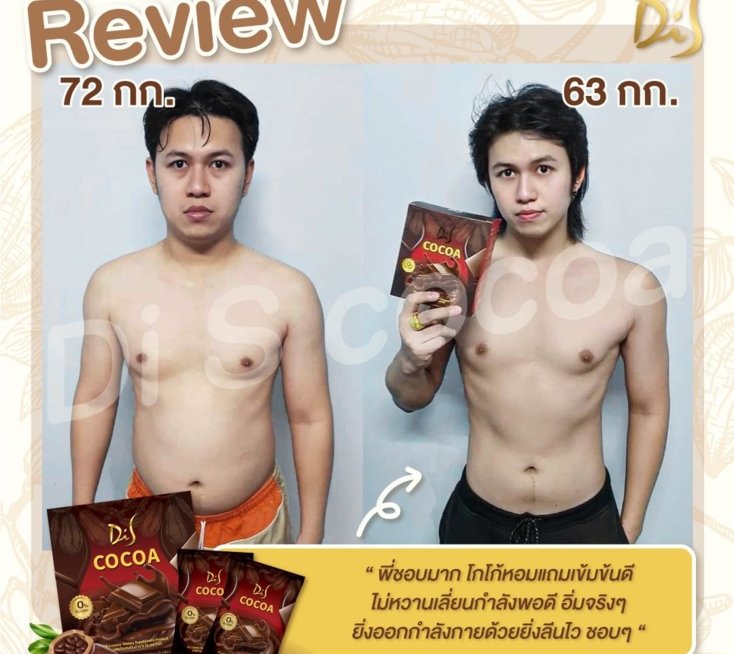 Review
DiS
72 กก.
63 กก.
DiS
COCOA
Di S cocoa
DiS
COCOA
0%
DiS
COCO
DiS
COCOA
“ พี่ชอบมาก โกโก้หอมแถมเข้มข้นดี
ไม่หวานเลี่ยนกำลังพอดี อิ่มจริงๆ
ยิ่งออกกำลังกายด้วยยิ่งลีนไว ชอบๆ “